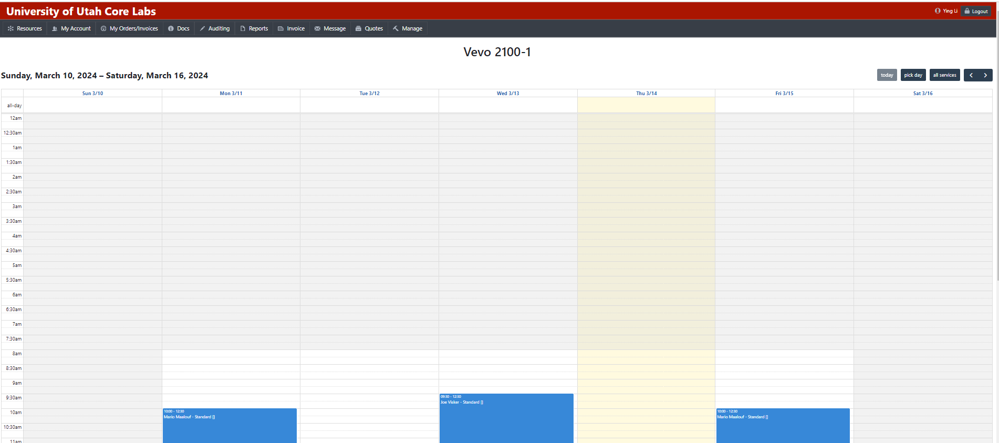 University of Utah Core Labs
Ying Li
Logout
Resources
My Account
My Orders/Invoices
Docs
Auditing
Reports
Invoice
Message
Quotes
Manage
Vevo 2100-1
Sunday, March 10, 2024 – Saturday, March 16, 2024
today
pick day
all services
Sun 3/10
Mon 3/11
Tue 3/12
Wed 3/13
Thu 3/14
Fri 3/15
Sat 3/16
all-day
12am
12:30am
1am
1:30am
2am
2:30am
3am
3:30am
4am
4:30am
5am
5:30am
6am
6:30am
7am
7:30am
8am
8:30am
9am
9:30am
09:30 - 12:30
Joe Visker - Standard []
10am
10:00 - 12:30
Mario Maalouf - Standard []
10:00 - 12:30
Mario Maalouf - Standard []
10:30am
11am